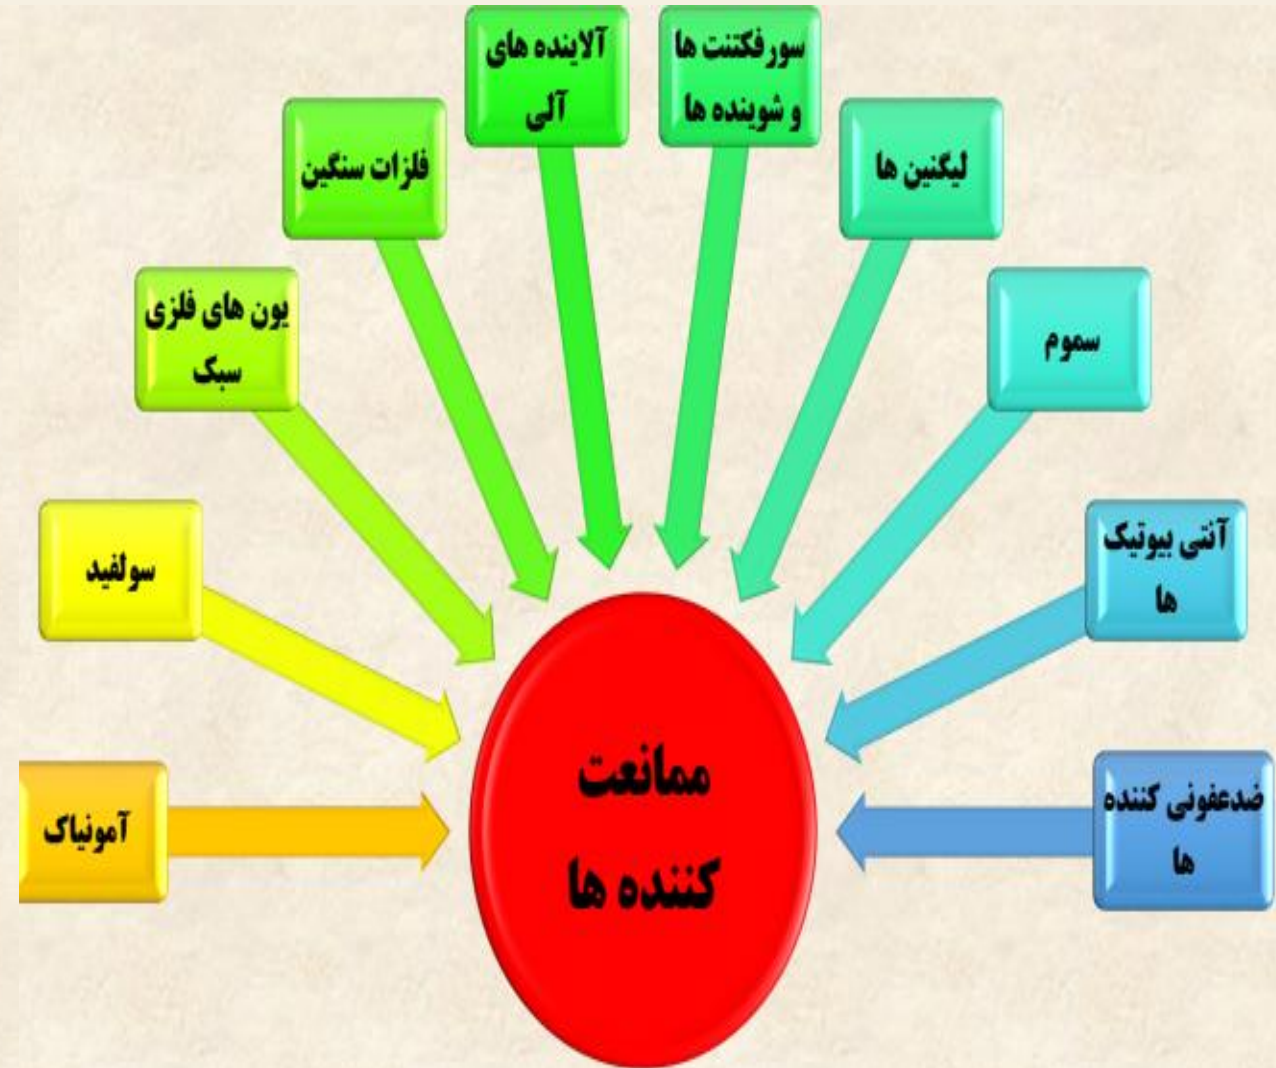 آلاینده های
آلی
سورفکتنت ها
و شوینده ها
فلزات سنگین
لیگنین ها
یون های فلزی
سبک
سموم
سولفید
آنتی بیوتیک
ها
آمونیاک
ضدعفونی کننده
ها
ممانعت
کننده ها